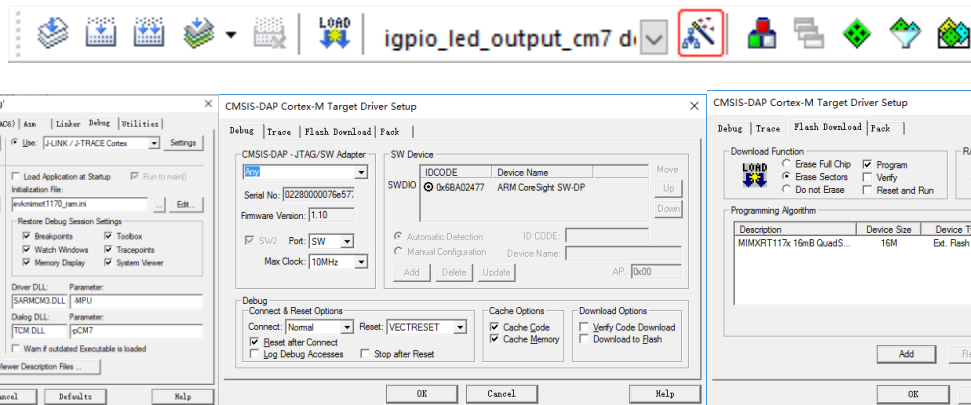 LOAD
igpio_led_output_cm7 d
AC6) Asm Linker Debug Utilities
Use: J-LINK / J-TRACE Cortex Settings
Load Application at Startup Run to main()
Initialization File:
evkmimxrt1170_ram.ini ... Edit...
Restore Debug Session Settings
Breakpoints Toolbox
Watch Windows Tracepoints
Memory Display System Viewer
Driver DLL: Parameter:
SARMCM3.DLL -MPU
Dialog DLL: Parameter:
TCM.DLL pCM7
Warn if outdated Executable is loaded
Viewer Description Files ...
ancel Defaults Help
CMSIS-DAP Cortex-M Target Driver Setup
Debug Trace Flash Download Pack
CMSIS-DAP - JTAG/SW Adapter
Any
Serial No: 02280000076e57.
Firmware Version: 1.10
SWJ Port: SW
Max Clock: 10MHz
SW Device
IDCODE Device Name Move
SWDIO 0x6BA02477 ARM CoreSight SW-DP Up
Down
Automatic Detection ID CODE:
Manual Configuration Device Name:
Add Delete Update AP: 0x00
Debug
Connect & Reset Options
Connect: Normal Reset: VECTRESET
Reset after Connect
Log Debug Accesses Stop after Reset
Cache Options
Cache Code
Cache Memory
Download Options
Verify Code Download
Download to Flash
OK Cancel Help
CMSIS-DAP Cortex-M Target Driver Setup
Debug Trace Flash Download Pack
Download Function
LOAD Erase Full Chip Program
Erase Sectors Verify
Do not Erase Reset and Run
Programming Algorithm
Description Device Size Device T
MIMXRT117x 16mB QuadS... 16M Ext. Flash
Add Re
OK